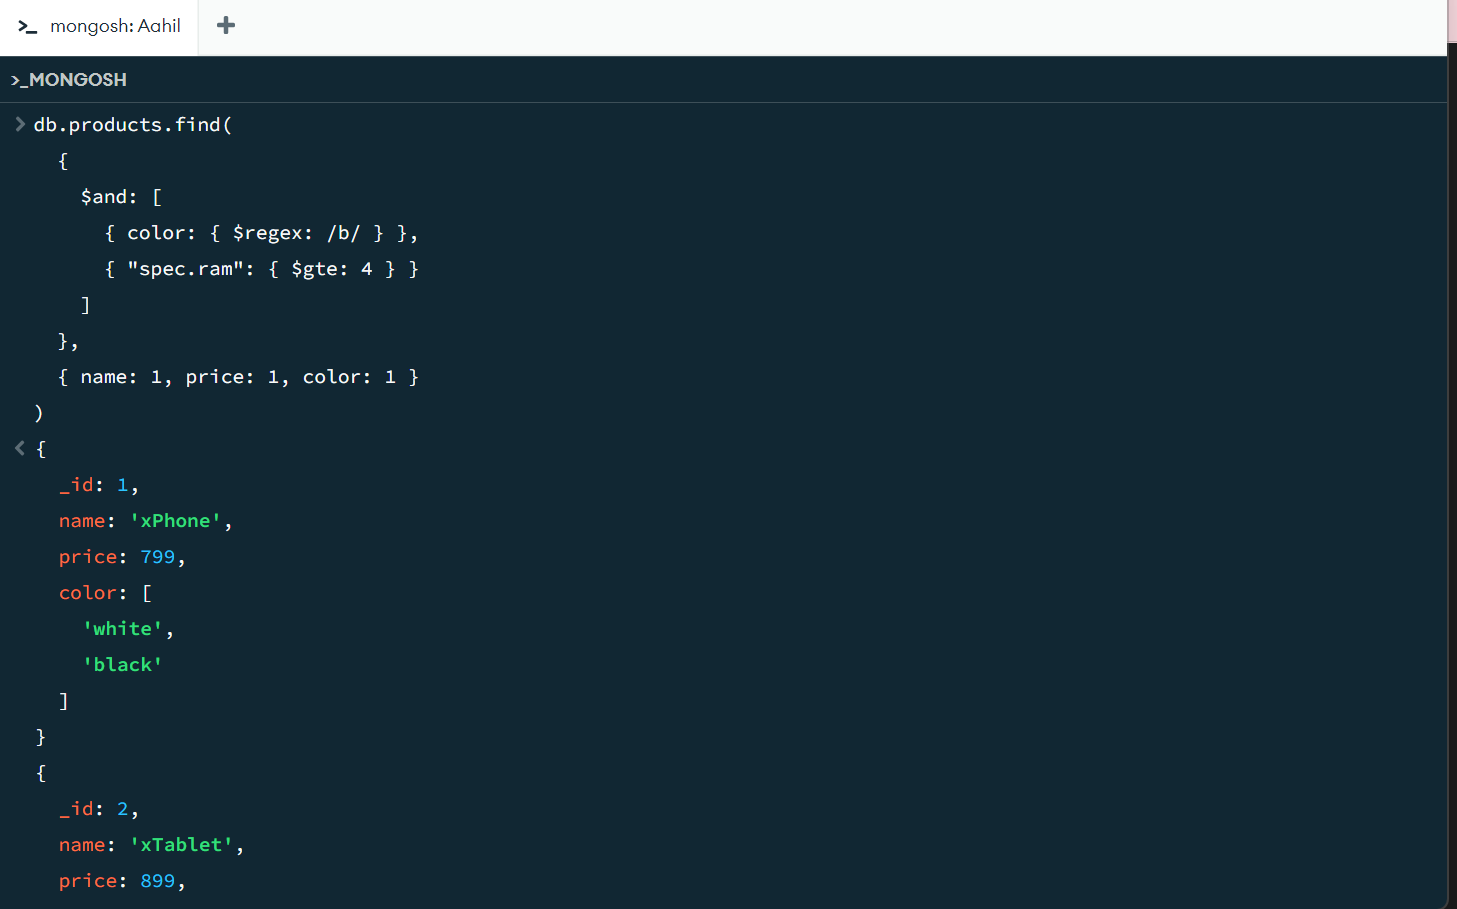 >_ mongosh: Aahil +
>_MONGOSH
> db.products.find(
{
$and: [
{ color: { $regex: /b/ } },
{ "spec.ram": { $gte: 4 } }
]
},
{ name: 1, price: 1, color: 1 }
)
< {
_id: 1,
name: 'xPhone',
price: 799,
color: [
'white',
'black'
]
}
{
_id: 2,
name: 'xTablet',
price: 899,